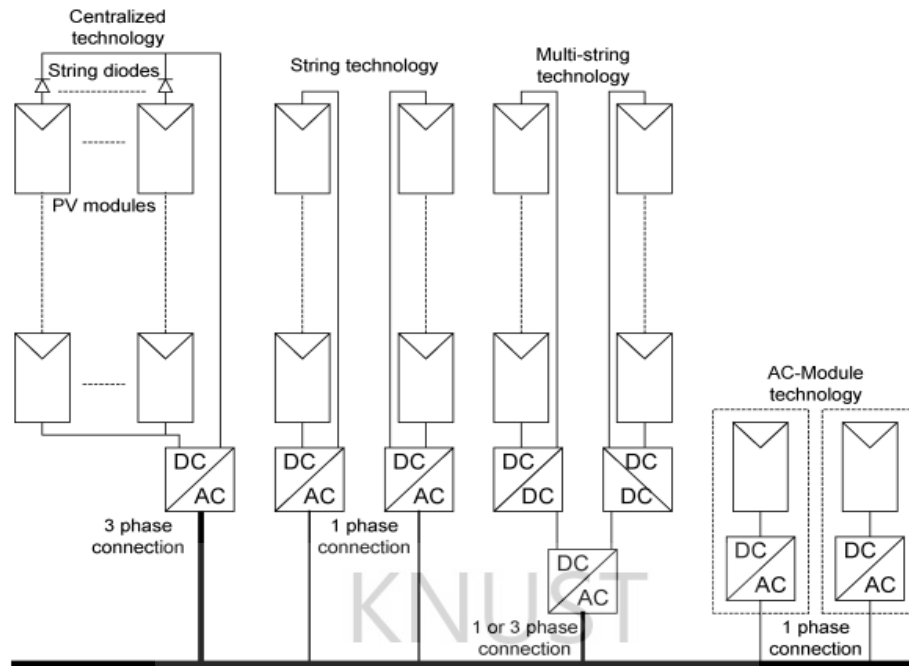 Centralized
technology
String diodes
PV modules
DC
AC
3 phase
connection
String technology
DC
AC
DC
AC
1 phase
connection
Multi-string
technology
DC
DC
DC
DC
DC
AC
1 or 3 phase
connection
AC-Module
technology
DC
AC
DC
AC
1 phase
connection
KNUST